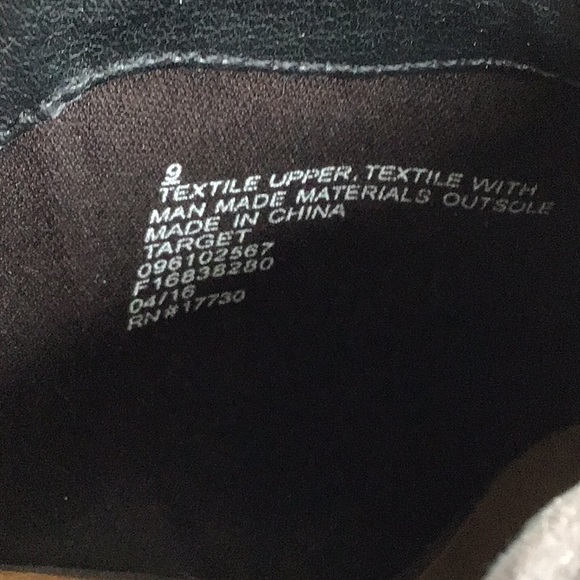 9
TEXTILE UPPER. TEXTILE WITH
MAN MADE MATERIALS OUTSOLE
MADE IN CHINA
TARGET
096102567
F16838280
04/16
RN#17730